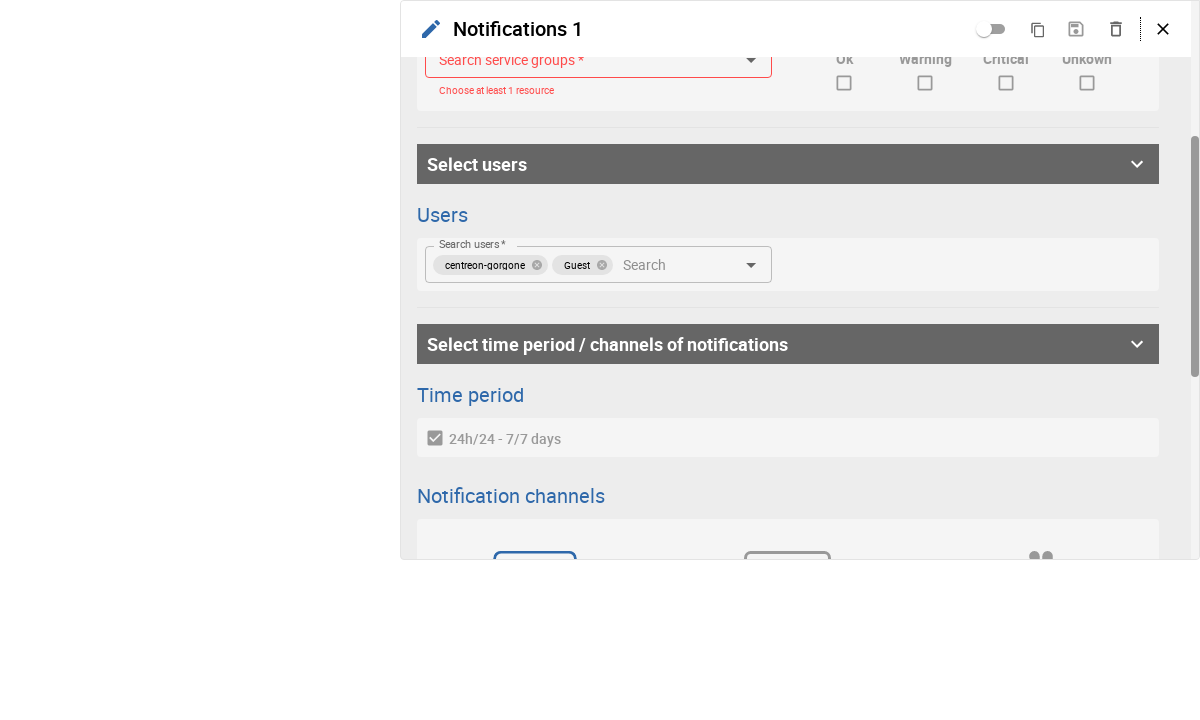 Notifications 1
Search service groups *
Ok Warning Critical Unkown
Choose at least 1 resource
Select users
Users
Search users *
centreon-gorgone Guest Search
Select time period / channels of notifications
Time period
24h/24 - 7/7 days
Notification channels